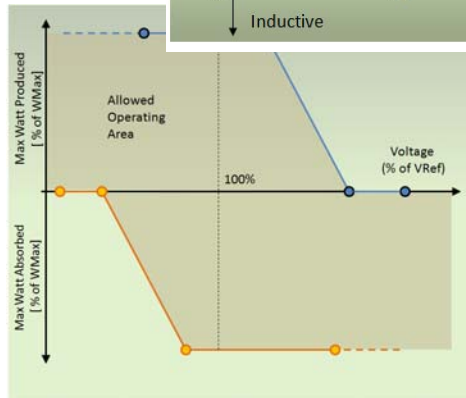 Inductive
Max Watt Produced
[ % of WMax]
Allowed
Operating
Area
Voltage
(% of VRef)
100%
Max Watt Absorbed
[ % of WMax]